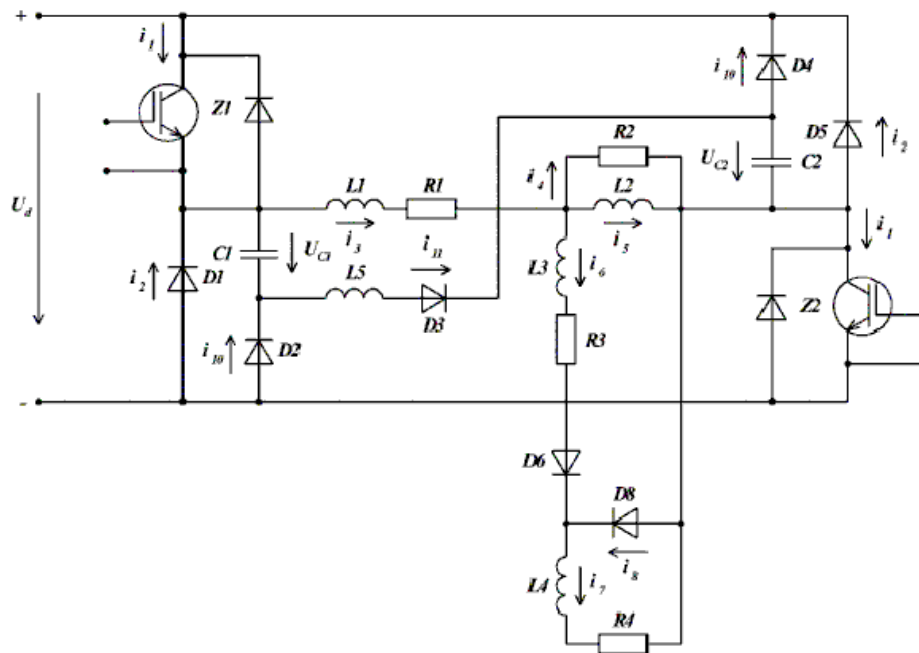 +
i1
i10
D4
Z1
R2
D5
i2
C2
UC2
i4
Ud
L1
R1
L2
i3
i5
i1
C1
UC1
i11
L3
i6
i2
D1
L5
Z2
D3
R3
i10
D2
-
D6
D8
i8
L4
i7
R4